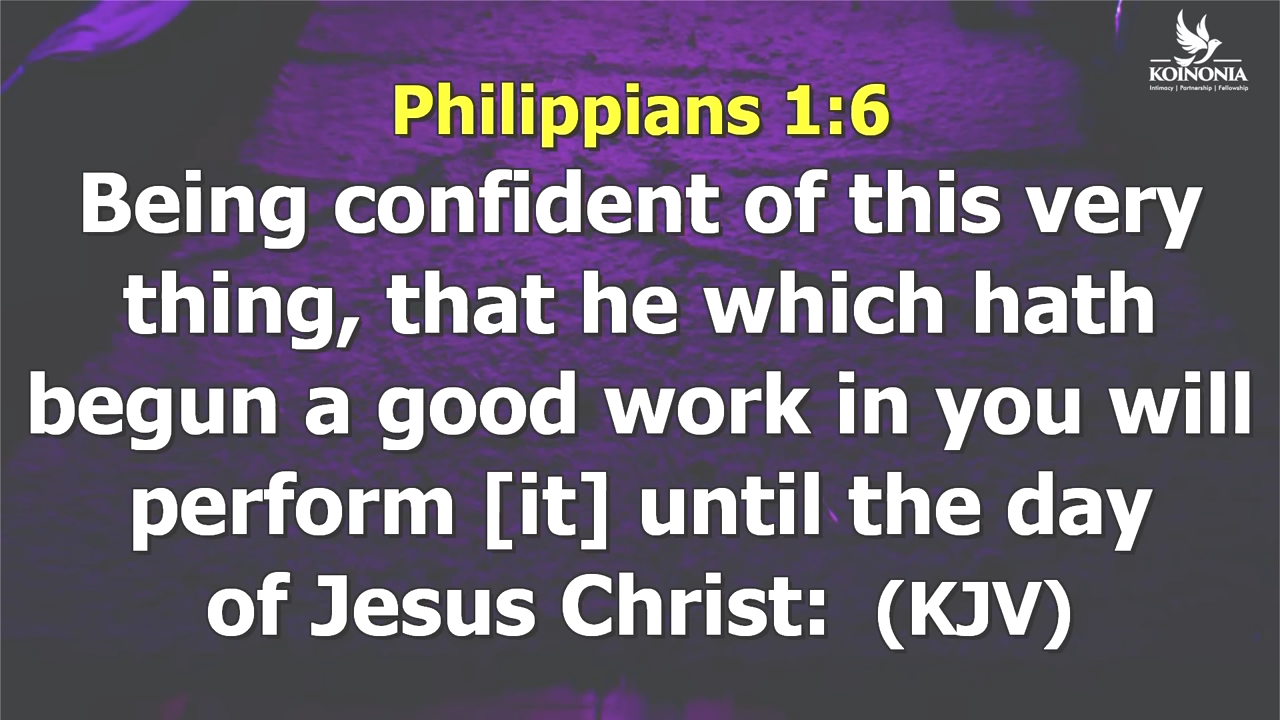 KOINONIA
Intimacy | Partnership | Fellowship
Philippians 1:6
Being confident of this very
thing, that he which hath
begun a good work in you will
perform [it] until the day
of Jesus Christ:  (KJV)